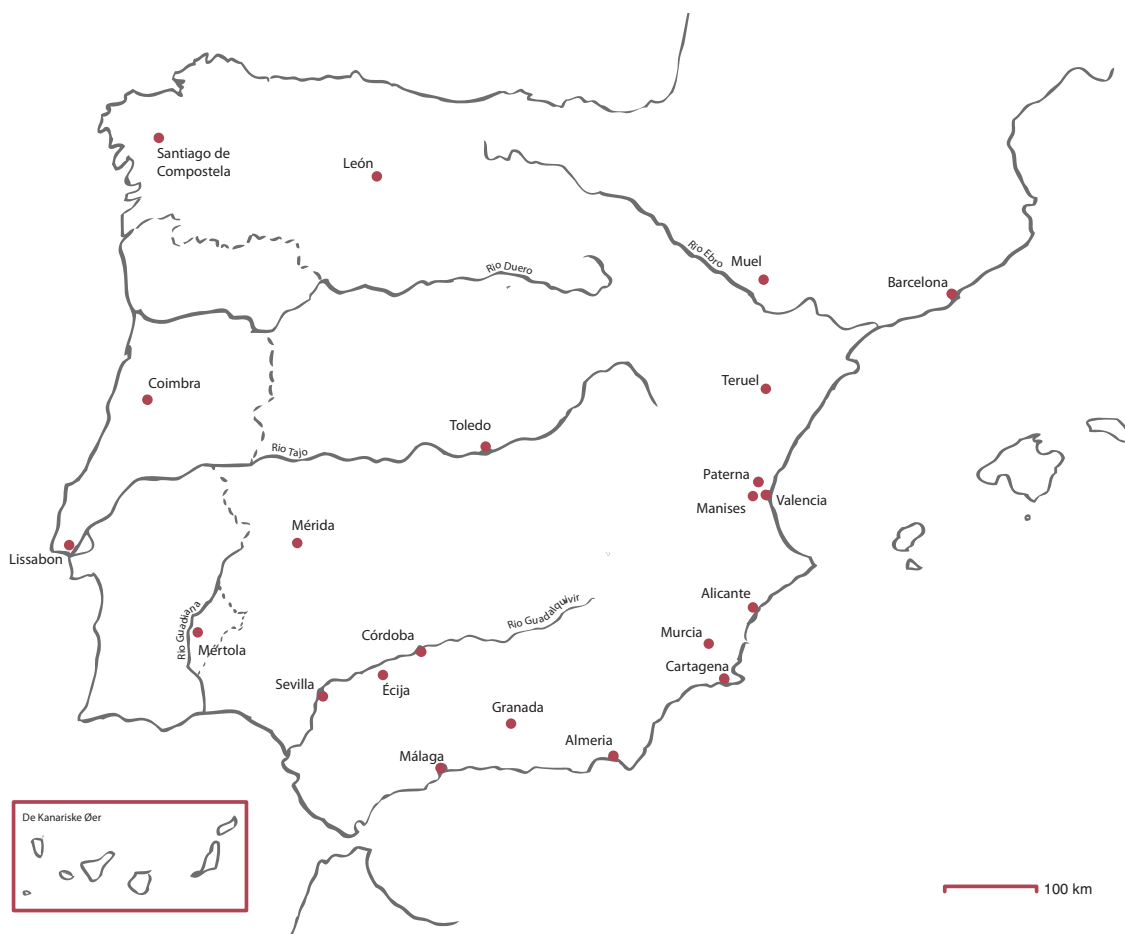 Santiago de
Compostela
León
Rio Duero
Rio Ebro
Muel
Barcelona
Coimbra
Teruel
Toledo
Rio Tajo
Paterna
Manises
Valencia
Mérida
Lissabon
Alicante
Rio Guadiana
Mértola
Rio Guadalquivir
Córdoba
Murcia
Cartagena
Sevilla
Écija
Granada
Almeria
Málaga
De Kanariske Øer
100 km